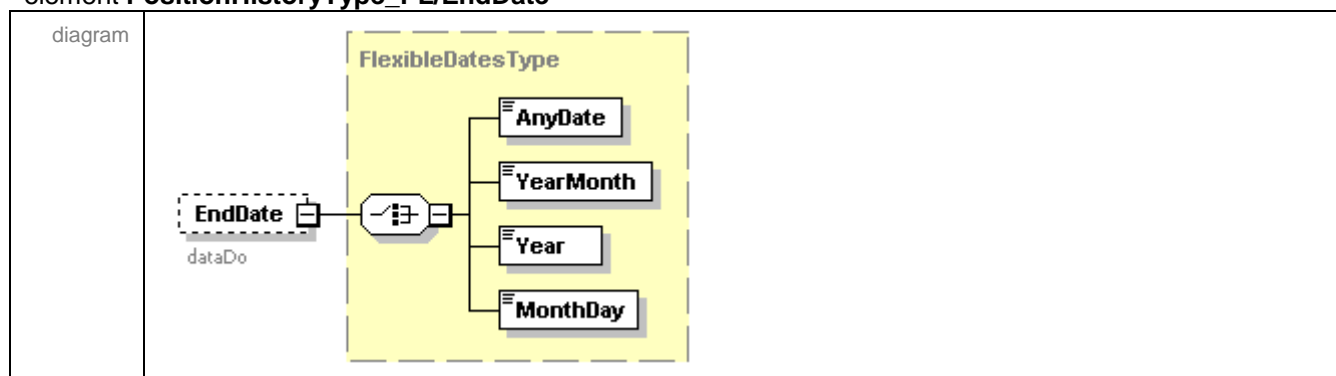 element PositionHistoryType_PL/EndDate
diagram
FlexibleDatesType
AnyDate
YearMonth
EndDate
dataDo
Year
MonthDay